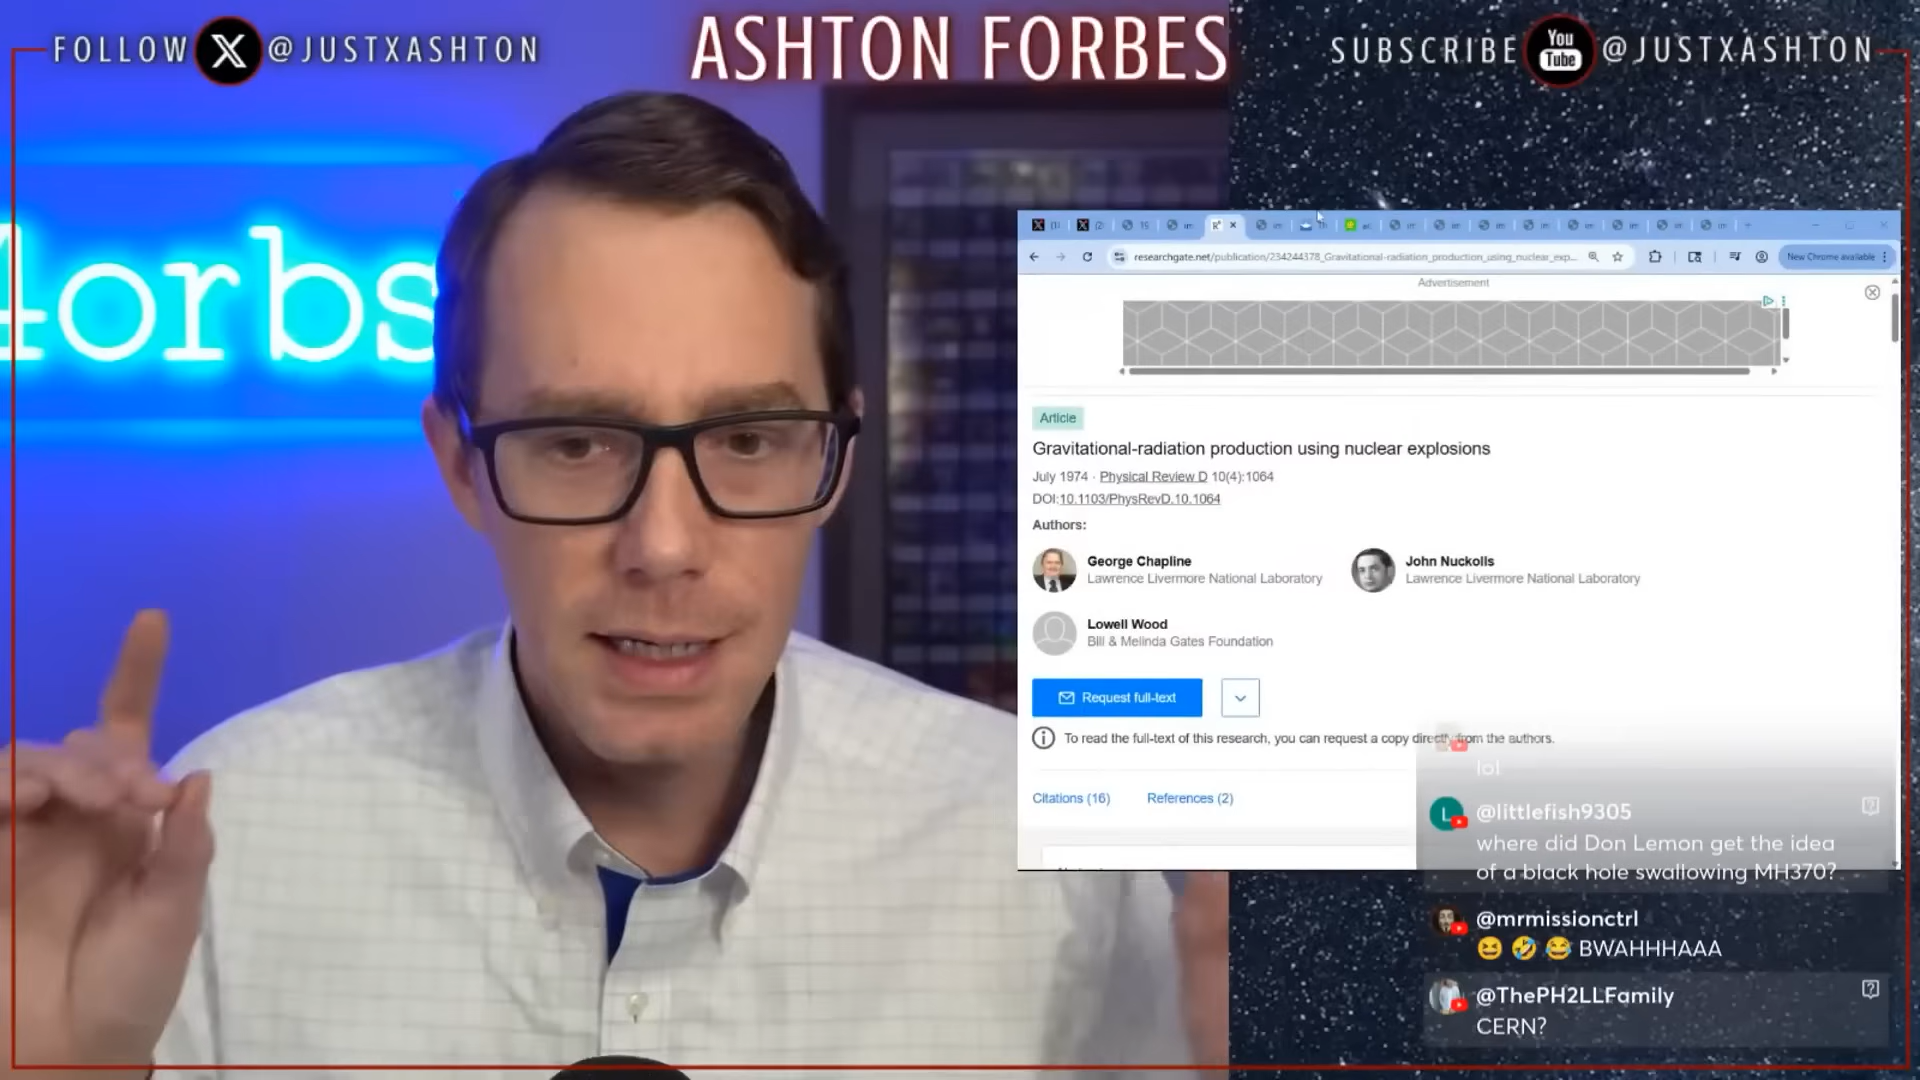 FOLLOW X @JUSTXASHTON
ASHTON FORBES
SUBSCRIBE You Tube @JUSTXASHTON
4orbs
researchgate.net/publication/234244378_Gravitational-radiation_production_using_nuclear_exp...
New Chrome available
Advertisement
Article
Gravitational-radiation production using nuclear explosions
July 1974 · Physical Review D 10(4):1064
DOI:10.1103/PhysRevD.10.1064
Authors:
George Chapline
Lawrence Livermore National Laboratory
John Nuckolls
Lawrence Livermore National Laboratory
Lowell Wood
Bill & Melinda Gates Foundation
Request full-text
To read the full-text of this research, you can request a copy directly from the authors.
Citations (16)
References (2)
lol
@littlefish9305
where did Don Lemon get the idea
of a black hole swallowing MH370?
@mrmissionctrl
😆 🤣 😂 BWAHHHAAA
@ThePH2LLFamily
CERN?